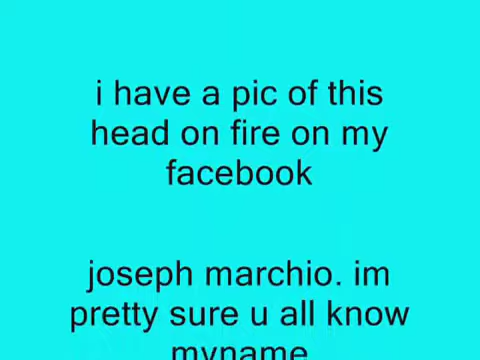 i have a pic of this
head on fire on my
facebook
joseph marchio. im
pretty sure u all know
myname